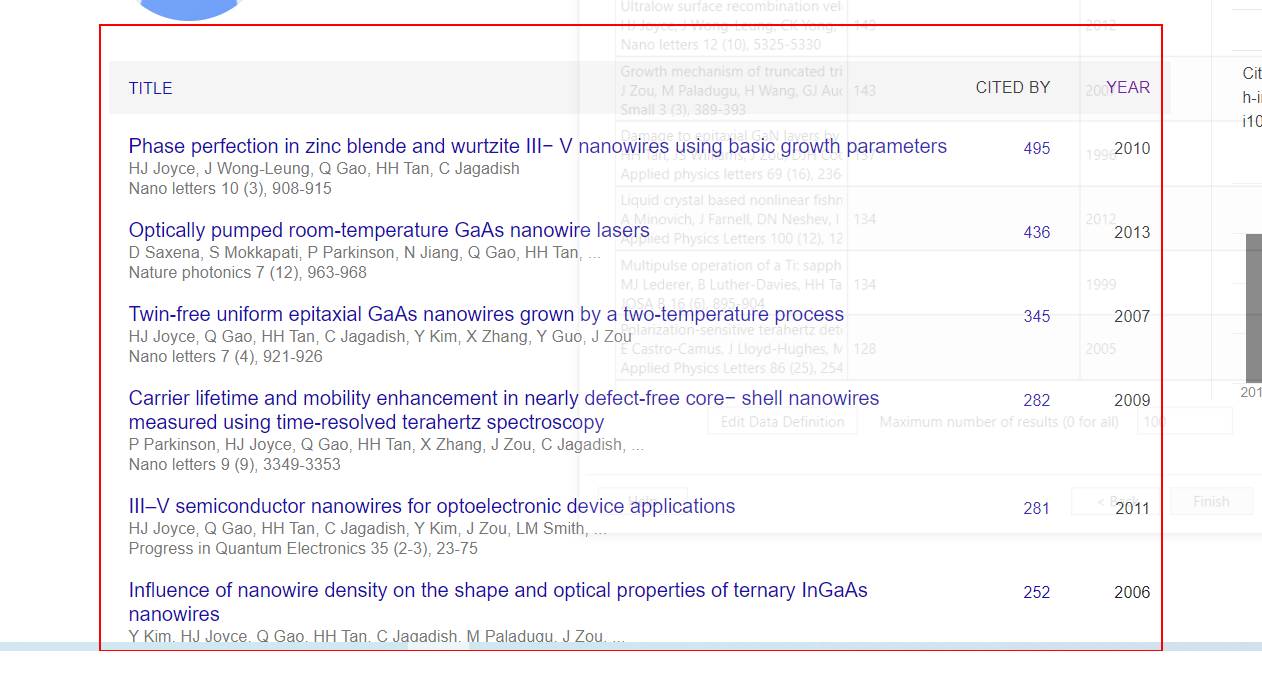 TITLE CITED BY YEAR
Phase perfection in zinc blende and wurtzite III− V nanowires using basic growth parameters 495 2010
HJ Joyce, J Wong-Leung, Q Gao, HH Tan, C Jagadish
Nano letters 10 (3), 908-915
Optically pumped room-temperature GaAs nanowire lasers 436 2013
D Saxena, S Mokkapati, P Parkinson, N Jiang, Q Gao, HH Tan, ...
Nature photonics 7 (12), 963-968
Twin-free uniform epitaxial GaAs nanowires grown by a two-temperature process 345 2007
HJ Joyce, Q Gao, HH Tan, C Jagadish, Y Kim, X Zhang, Y Guo, J Zou
Nano letters 7 (4), 921-926
Carrier lifetime and mobility enhancement in nearly defect-free core− shell nanowires 282 2009
measured using time-resolved terahertz spectroscopy
P Parkinson, HJ Joyce, Q Gao, HH Tan, X Zhang, J Zou, C Jagadish, ...
Nano letters 9 (9), 3349-3353
III–V semiconductor nanowires for optoelectronic device applications 281 2011
HJ Joyce, Q Gao, HH Tan, C Jagadish, Y Kim, J Zou, LM Smith, ...
Progress in Quantum Electronics 35 (2-3), 23-75
Influence of nanowire density on the shape and optical properties of ternary InGaAs 252 2006
nanowires
Y Kim, HJ Joyce, Q Gao, HH Tan, C Jagadish, M Paladugu, J Zou, ...
Ultralow surface recombination vel
HJ Joyce, J Wong-Leung, CK Yong, 149 2012
Nano letters 12 (10), 5325-5330
Growth mechanism of truncated tri
J Zou, M Paladugu, H Wang, GJ Auc 143
Small 3 (3), 389-393
Damage to epitaxial GaN layers by
HH Tan, JS Williams, J Zou, DJH Co 137 1996
Applied physics letters 69 (16), 236
Liquid crystal based nonlinear fishn
A Minovich, J Farnell, DN Neshev, I 134 2012
Applied Physics Letters 100 (12), 12
Multipulse operation of a Ti: sapph
MJ Lederer, B Luther-Davies, HH Ta 134 1999
JOSA B 16 (6), 895-904
Polarization-sensitive terahertz det
E Castro-Camus, J Lloyd-Hughes, M 128 2005
Applied Physics Letters 86 (25), 254
Edit Data Definition Maximum number of results (0 for all) 100
Help < Back Finish
Cit
h-i
i10
201